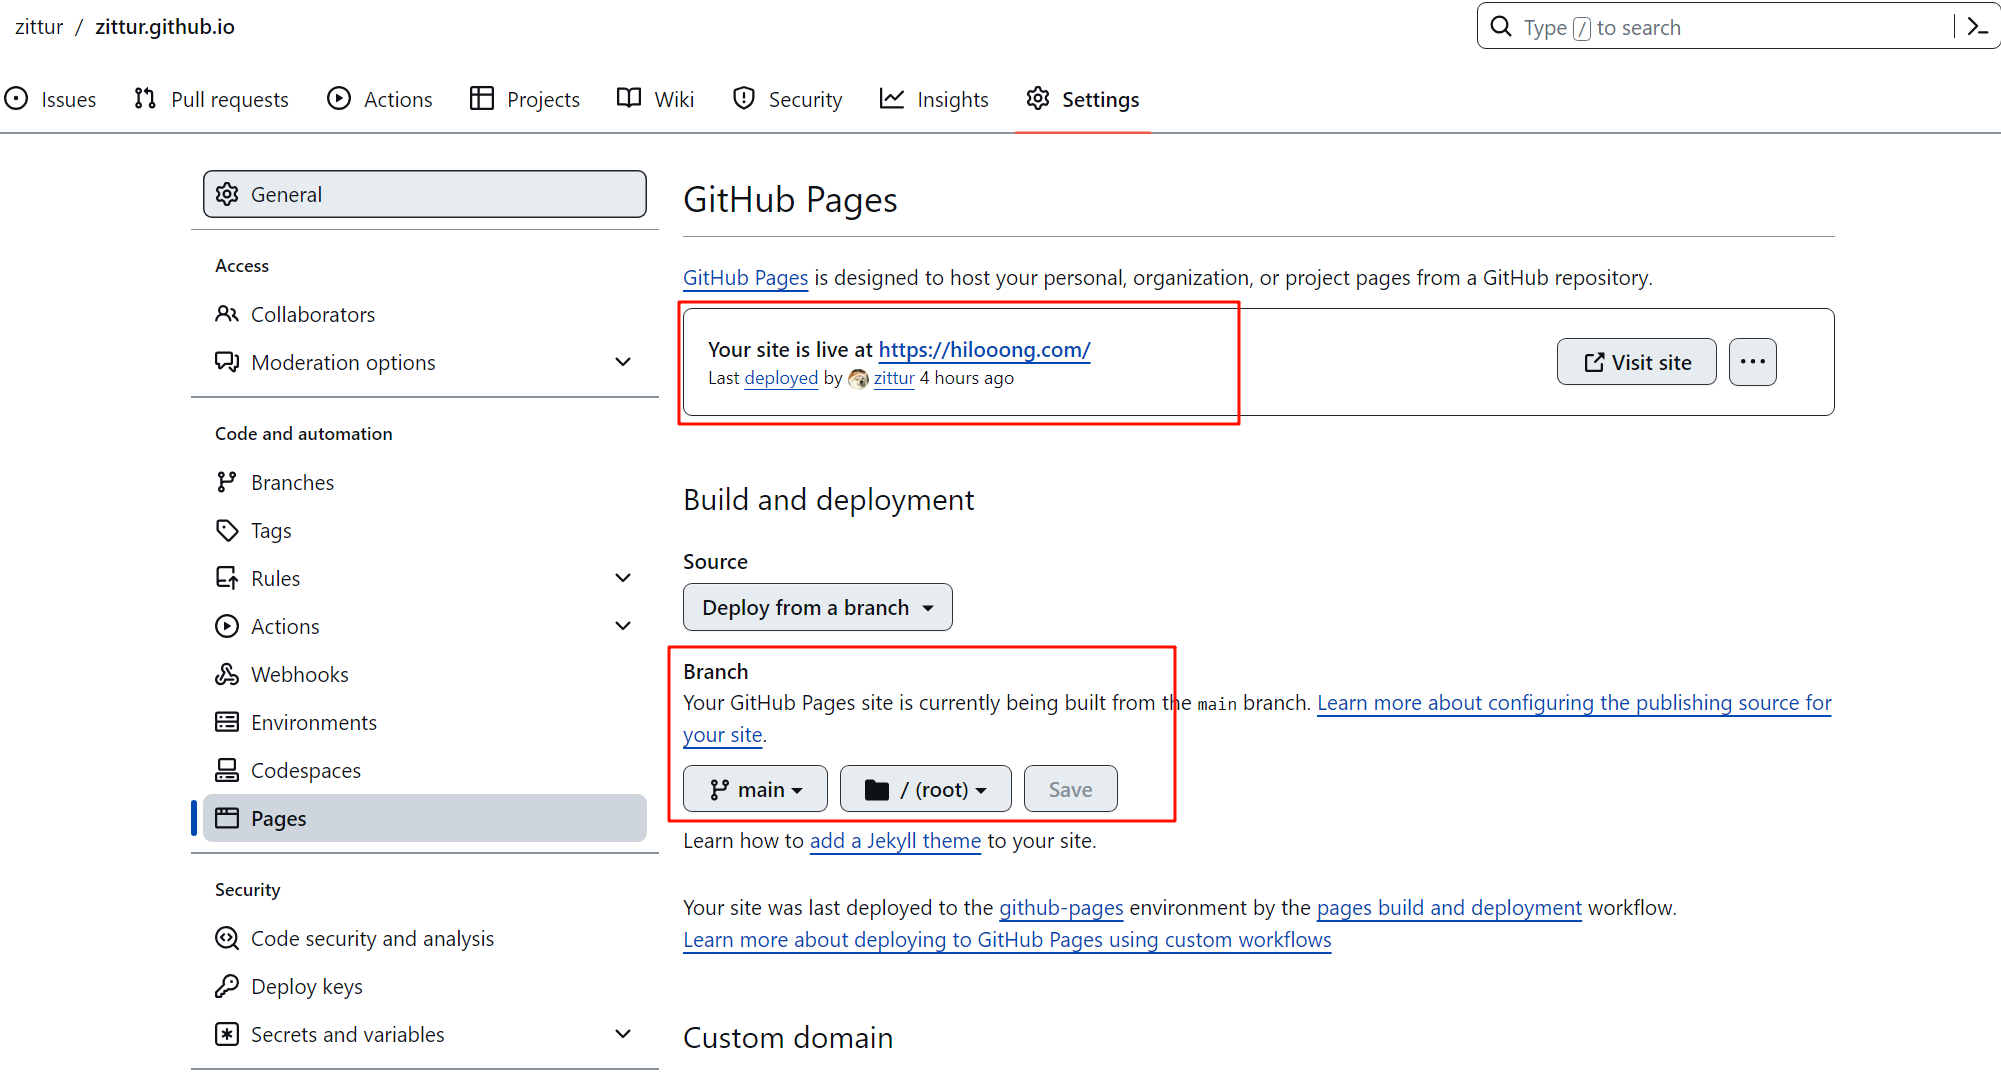 zittur / zittur.github.io
Type / to search
Issues
Pull requests
Actions
Projects
Wiki
Security
Insights
Settings
General
Access
Collaborators
Moderation options
Code and automation
Branches
Tags
Rules
Actions
Webhooks
Environments
Codespaces
Pages
Security
Code security and analysis
Deploy keys
Secrets and variables
GitHub Pages
GitHub Pages is designed to host your personal, organization, or project pages from a GitHub repository.
Your site is live at https://hilooong.com/
Last deployed by zittur 4 hours ago
Visit site
Build and deployment
Source
Deploy from a branch
Branch
Your GitHub Pages site is currently being built from the main branch. Learn more about configuring the publishing source for
your site.
main
/ (root)
Save
Learn how to add a Jekyll theme to your site.
Your site was last deployed to the github-pages environment by the pages build and deployment workflow.
Learn more about deploying to GitHub Pages using custom workflows
Custom domain